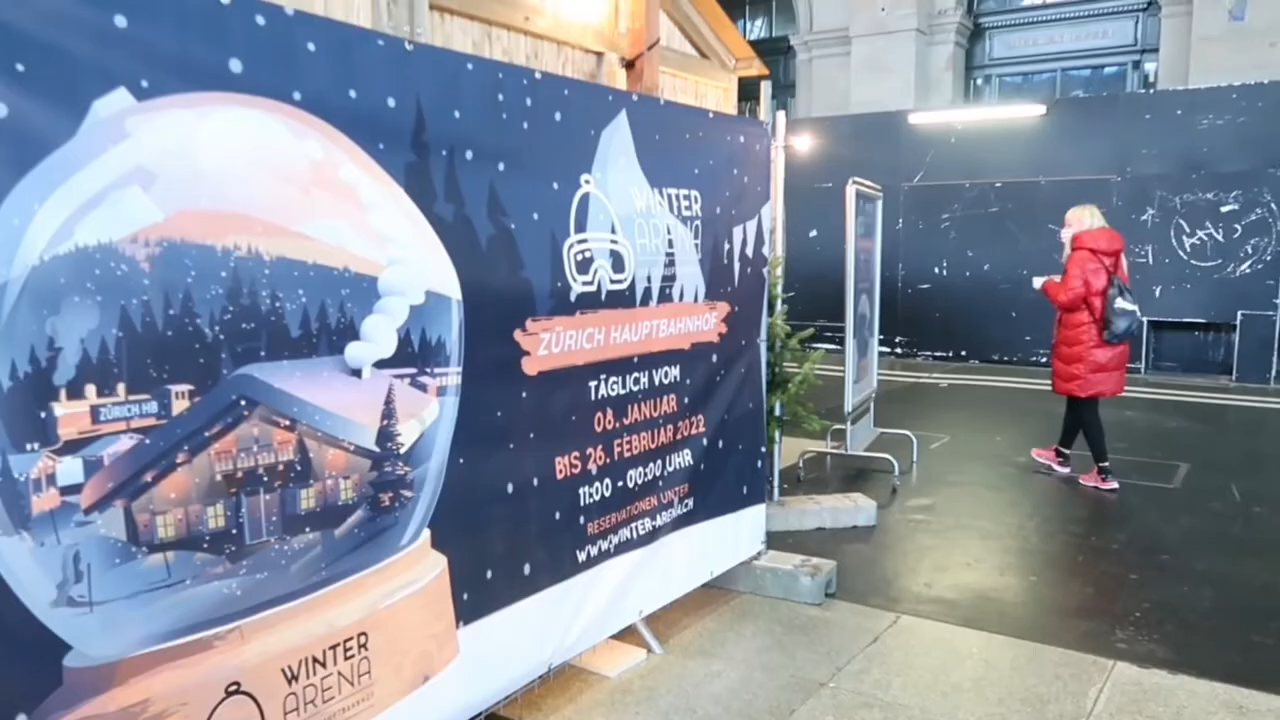 WINTER
ARENA
ZÜRICH HAUPTBAHNHOF
TÄGLICH VOM
08. JANUAR
BIS 26. FEBRUAR 2022
11:00 - 00:00 UHR
RESERVATIONEN UNTER
WWW.WINTER-ARENA.CH
ZÜRICH HB
WINTER
ARENA
HAUPTBAHNHOF